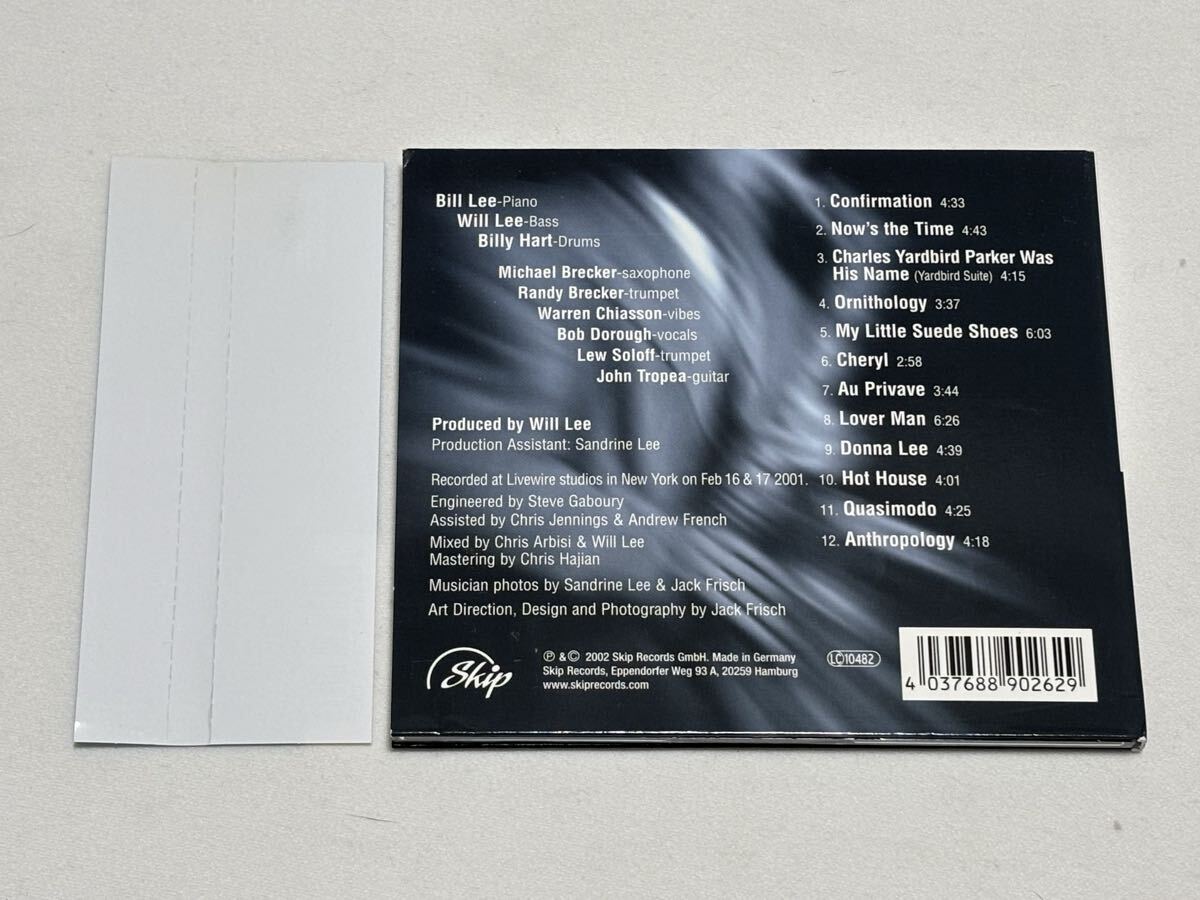 Bill Lee-Piano
Will Lee-Bass
Billy Hart-Drums
Michael Brecker-saxophone
Randy Brecker-trumpet
Warren Chiasson-vibes
Bob Dorough-vocals
Lew Soloff-trumpet
John Tropea-guitar
Produced by Will Lee
Production Assistant: Sandrine Lee
Recorded at Livewire studios in New York on Feb 16 & 17 2001.
Engineered by Steve Gaboury
Assisted by Chris Jennings & Andrew French
Mixed by Chris Arbisi & Will Lee
Mastering by Chris Hajian
Musician photos by Sandrine Lee & Jack Frisch
Art Direction, Design and Photography by Jack Frisch
1. Confirmation 4:33
2. Now's the Time 4:43
3. Charles Yardbird Parker Was
His Name (Yardbird Suite) 4:15
4. Ornithology 3:37
5. My Little Suede Shoes 6:03
6. Cheryl 2:58
7. Au Privave 3:44
8. Lover Man 6:26
9. Donna Lee 4:39
10. Hot House 4:01
11. Quasimodo 4:25
12. Anthropology 4:18
Skip
℗ & © 2002 Skip Records GmbH. Made in Germany
Skip Records, Eppendorfer Weg 93 A, 20259 Hamburg
www.skiprecords.com
LC 10482
4 037688 902629